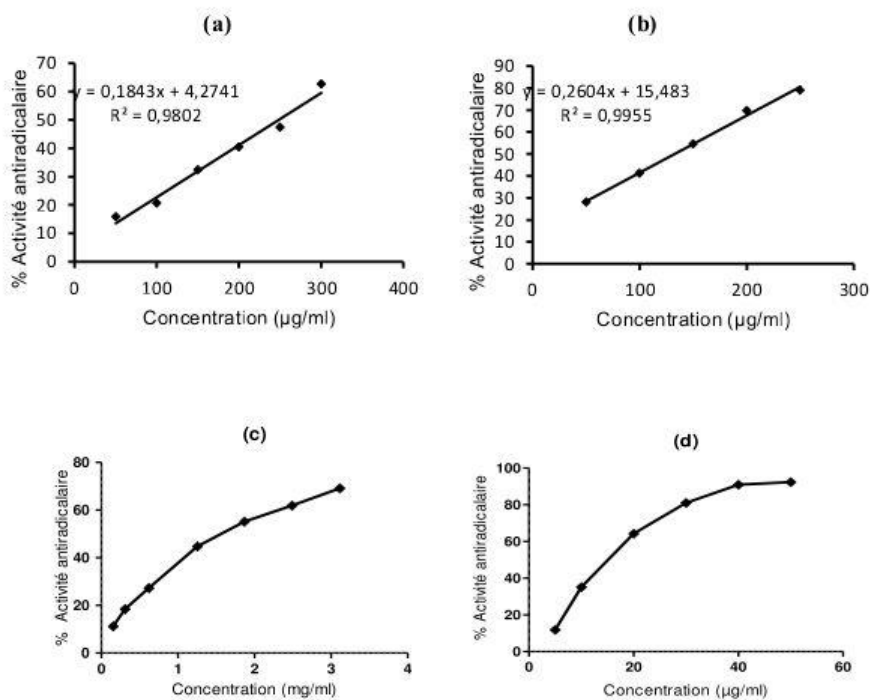 (a)
% Activité antiradicalaire
70
60
50
40
30
20
10
0
y = 0,1843x + 4,2741
R² = 0,9802
0 100 200 300 400
Concentration (µg/ml)
(b)
% Activité antiradicalaire
90
80
70
60
50
40
30
20
10
0
y = 0,2604x + 15,483
R² = 0,9955
0 100 200 300
Concentration (µg/ml)
(c)
% Activité antiradicalaire
80
60
40
20
0
0 1 2 3 4
Concentration (mg/ml)
(d)
% Activité antiradicalaire
100
80
60
40
20
0
0 20 40 60
Concentration (µg/ml)